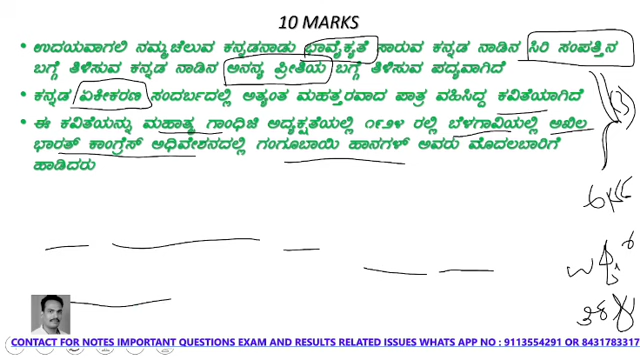 10 MARKS
• ಉದಯವಾಗಲಿ ನಮ್ಮ ಚೆಲುವ ಕನ್ನಡನಾಡು ಭಾವೈಕ್ಯತೆ ಸಾರುವ ಕನ್ನಡ ನಾಡಿನ ಸಿರಿ ಸಂಪತ್ತಿನ
ಬಗ್ಗೆ ತಿಳಿಸುವ ಕನ್ನಡ ನಾಡಿನ ಅನನ್ಯ ಪ್ರೀತಿಯ ಬಗ್ಗೆ ತಿಳಿಸುವ ಪದ್ಯವಾಗಿದೆ
• ಕನ್ನಡ ಏಕೀಕರಣ ಸಂದರ್ಬದಲ್ಲಿ ಅತ್ಯಂತ ಮಹತ್ತರವಾದ ಪಾತ್ರ ವಹಿಸಿದ್ದ ಕವಿತೆಯಾಗಿದೆ
• ಈ ಕವಿತೆಯನ್ನು ಮಹಾತ್ಮ ಗಾಂಧಿಜಿ ಅದ್ಯಕ್ಷತೆಯಲ್ಲಿ ೧೯೨೪ ರಲ್ಲಿ ಬೆಳಗಾವಿಯಲ್ಲಿ ಅಖಿಲ
ಭಾರತ್ ಕಾಂಗ್ರೆಸ್ ಅಧಿವೇಶನದಲ್ಲಿ ಗಂಗೂಬಾಯಿ ಹಾನಗಳ್ ಅವರು ಮೊದಲಬಾರಿಗೆ
ಹಾಡಿದರು
CONTACT FOR NOTES IMPORTANT QUESTIONS EXAM AND RESULTS RELATED ISSUES WHATS APP NO : 9113554291 OR 8431783317